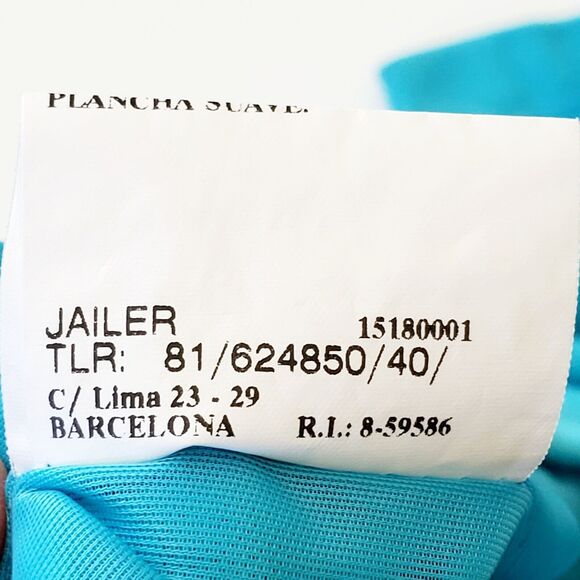 PLANCHA SUAVE.
JAILER 15180001
TLR: 81/624850/40/
C/ Lima 23 - 29
BARCELONA R.I.: 8-59586